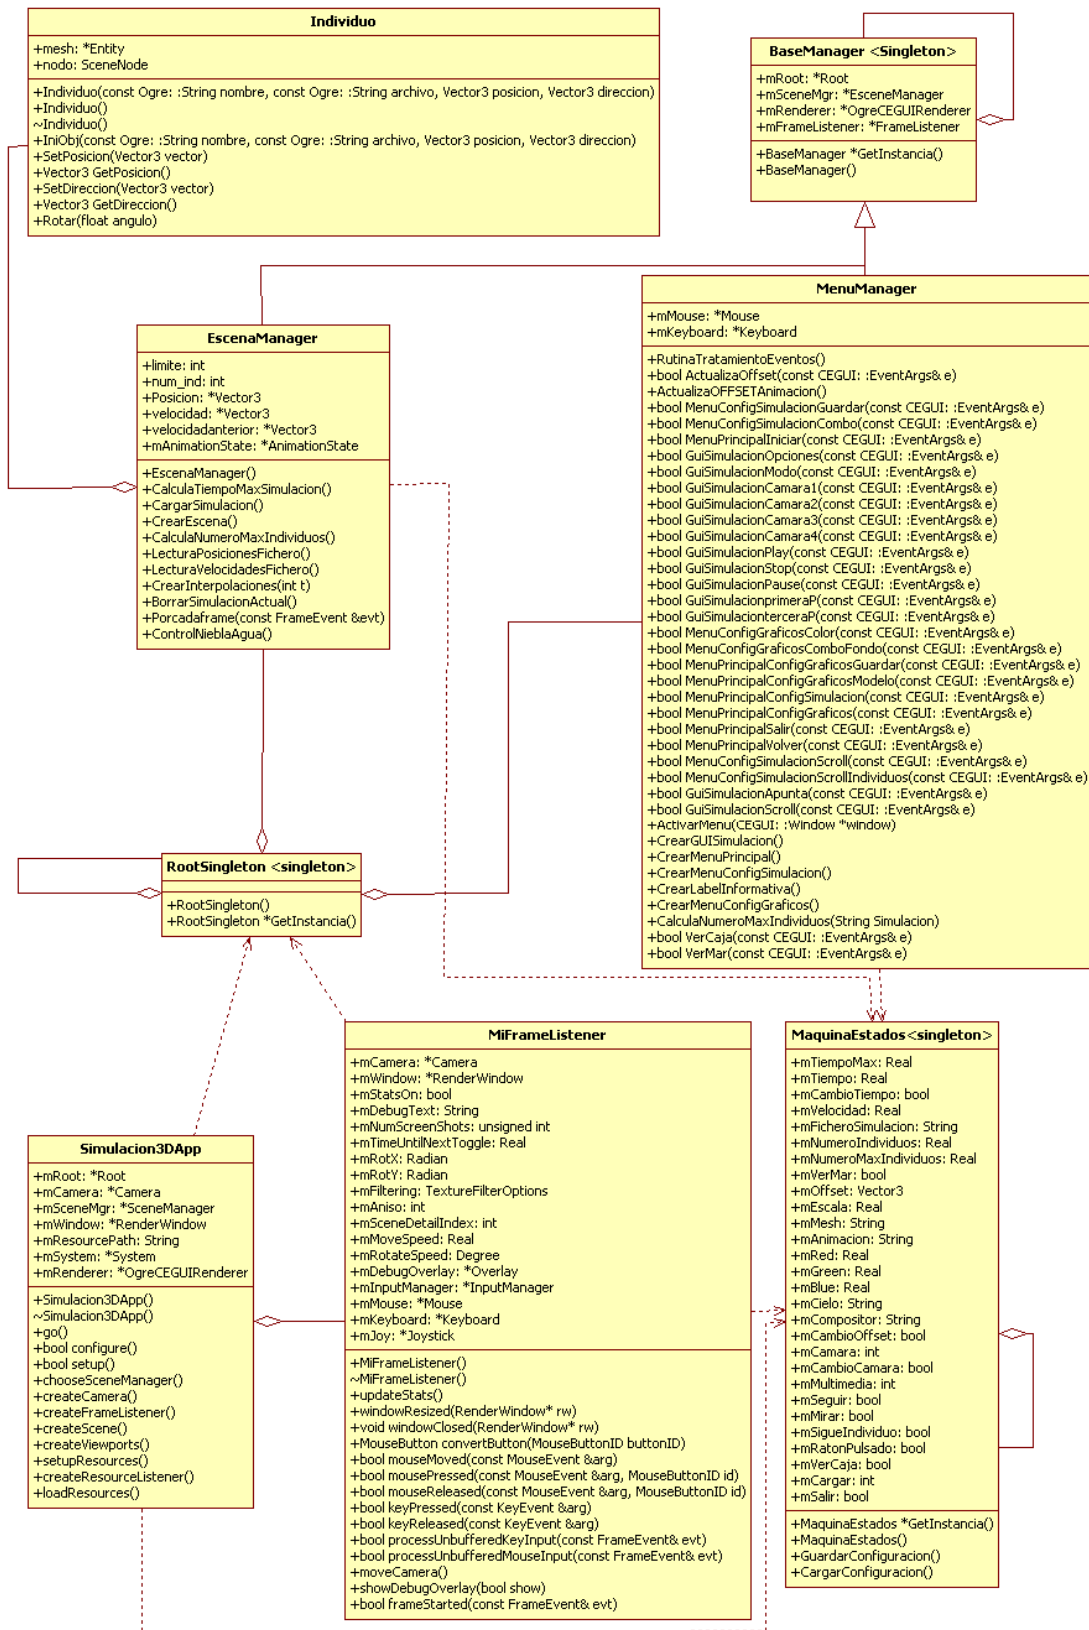 Individuo
+mesh: *Entity
+nodo: SceneNode
+Individuo(const Ogre: :String nombre, const Ogre: :String archivo, Vector3 posicion, Vector3 direccion)
+Individuo()
~Individuo()
+IniObj(const Ogre: :String nombre, const Ogre: :String archivo, Vector3 posicion, Vector3 direccion)
+SetPosicion(Vector3 vector)
+Vector3 GetPosicion()
+SetDireccion(Vector3 vector)
+Vector3 GetDireccion()
+Rotar(float angulo)
BaseManager <Singleton>
+mRoot: *Root
+mSceneMgr: *EsceneManager
+mRenderer: *OgreCEGUIRenderer
+mFrameListener: *FrameListener
+BaseManager *GetInstancia()
+BaseManager()
EscenaManager
+limite: int
+num_ind: int
+Posicion: *Vector3
+velocidad: *Vector3
+velocidadanterior: *Vector3
+mAnimationState: *AnimationState
+EscenaManager()
+CalculaTiempoMaxSimulacion()
+CargarSimulacion()
+CrearEscena()
+CalculaNumeroMaxIndividuos()
+LecturaPosicionesFichero()
+LecturaVelocidadesFichero()
+CrearInterpolaciones(int t)
+BorrarSimulacionActual()
+Porcadaframe(const FrameEvent &evt)
+ControlNieblaAgua()
MenuManager
+mMouse: *Mouse
+mKeyboard: *Keyboard
+RutinaTratamientoEventos()
+bool ActualizaOffset(const CEGUI: :EventArgs& e)
+ActualizaOFFSETAnimacion()
+bool MenuConfigSimulacionGuardar(const CEGUI: :EventArgs& e)
+bool MenuConfigSimulacionCombo(const CEGUI: :EventArgs& e)
+bool MenuPrincipalIniciar(const CEGUI: :EventArgs& e)
+bool GuiSimulacionOpciones(const CEGUI: :EventArgs& e)
+bool GuiSimulacionModo(const CEGUI: :EventArgs& e)
+bool GuiSimulacionCamara1(const CEGUI: :EventArgs& e)
+bool GuiSimulacionCamara2(const CEGUI: :EventArgs& e)
+bool GuiSimulacionCamara3(const CEGUI: :EventArgs& e)
+bool GuiSimulacionCamara4(const CEGUI: :EventArgs& e)
+bool GuiSimulacionPlay(const CEGUI: :EventArgs& e)
+bool GuiSimulacionStop(const CEGUI: :EventArgs& e)
+bool GuiSimulacionPause(const CEGUI: :EventArgs& e)
+bool GuiSimulacionprimeraP(const CEGUI: :EventArgs& e)
+bool GuiSimulacionterceraP(const CEGUI: :EventArgs& e)
+bool MenuConfigGraficosColor(const CEGUI: :EventArgs& e)
+bool MenuConfigGraficosComboFondo(const CEGUI: :EventArgs& e)
+bool MenuPrincipalConfigGraficosGuardar(const CEGUI: :EventArgs& e)
+bool MenuPrincipalConfigGraficosModelo(const CEGUI: :EventArgs& e)
+bool MenuPrincipalConfigSimulacion(const CEGUI: :EventArgs& e)
+bool MenuPrincipalConfigGraficos(const CEGUI: :EventArgs& e)
+bool MenuPrincipalSalir(const CEGUI: :EventArgs& e)
+bool MenuPrincipalVolver(const CEGUI: :EventArgs& e)
+bool MenuConfigSimulacionScroll(const CEGUI: :EventArgs& e)
+bool MenuConfigSimulacionScrollIndividuos(const CEGUI: :EventArgs& e)
+bool GuiSimulacionApunta(const CEGUI: :EventArgs& e)
+bool GuiSimulacionScroll(const CEGUI: :EventArgs& e)
+ActivarMenu(CEGUI: :Window *window)
+CrearGUISimulacion()
+CrearMenuPrincipal()
+CrearMenuConfigSimulacion()
+CrearLabelInformativa()
+CrearMenuConfigGraficos()
+CalculaNumeroMaxIndividuos(String Simulacion)
+bool VerCaja(const CEGUI: :EventArgs& e)
+bool VerMar(const CEGUI: :EventArgs& e)
RootSingleton <singleton>
+RootSingleton()
+RootSingleton *GetInstancia()
Simulacion3DApp
+mRoot: *Root
+mCamera: *Camera
+mSceneMgr: *SceneManager
+mWindow: *RenderWindow
+mResourcePath: String
+mSystem: *System
+mRenderer: *OgreCEGUIRenderer
+Simulacion3DApp()
~Simulacion3DApp()
+go()
+bool configure()
+bool setup()
+chooseSceneManager()
+createCamera()
+createFrameListener()
+createScene()
+createViewports()
+setupResources()
+createResourceListener()
+loadResources()
MiFrameListener
+mCamera: *Camera
+mWindow: *RenderWindow
+mStatsOn: bool
+mDebugText: String
+mNumScreenShots: unsigned int
+mTimeUntilNextToggle: Real
+mRotX: Radian
+mRotY: Radian
+mFiltering: TextureFilterOptions
+mAniso: int
+mSceneDetailIndex: int
+mMoveSpeed: Real
+mRotateSpeed: Degree
+mDebugOverlay: *Overlay
+mInputManager: *InputManager
+mMouse: *Mouse
+mKeyboard: *Keyboard
+mJoy: *Joystick
+MiFrameListener()
~MiFrameListener()
+updateStats()
+windowResized(RenderWindow* rw)
+void windowClosed(RenderWindow* rw)
+MouseButton convertButton(MouseButtonID buttonID)
+bool mouseMoved(const MouseEvent &arg)
+bool mousePressed(const MouseEvent &arg, MouseButtonID id)
+bool mouseReleased(const MouseEvent &arg, MouseButtonID id)
+bool keyPressed(const KeyEvent &arg)
+bool keyReleased(const KeyEvent &arg)
+bool processUnbufferedKeyInput(const FrameEvent& evt)
+bool processUnbufferedMouseInput(const FrameEvent& evt)
+moveCamera()
+showDebugOverlay(bool show)
+bool frameStarted(const FrameEvent& evt)
MaquinaEstados<singleton>
+mTiempoMax: Real
+mTiempo: Real
+mCambioTiempo: bool
+mVelocidad: Real
+mFicheroSimulacion: String
+mNumeroIndividuos: Real
+mNumeroMaxIndividuos: Real
+mVerMar: bool
+mOffset: Vector3
+mEscala: Real
+mMesh: String
+mAnimacion: String
+mRed: Real
+mGreen: Real
+mBlue: Real
+mCielo: String
+mCompositor: String
+mCambioOffset: bool
+mCamara: int
+mCambioCamara: bool
+mMultimedia: int
+mSeguir: bool
+mMirar: bool
+mSigueIndividuo: bool
+mRatonPulsado: bool
+mVerCaja: bool
+mCargar: int
+mSalir: bool
+MaquinaEstados *GetInstancia()
+MaquinaEstados()
+GuardarConfiguracion()
+CargarConfiguracion()